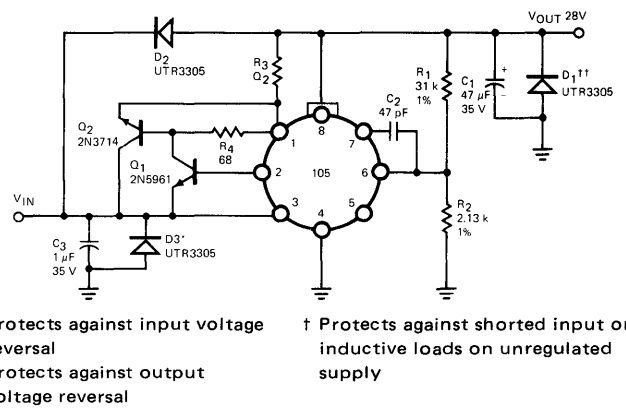 VOUT 28V
D2
UTR3305
R3
Q2
R1
31 k
1%
C1
47 µF
35 V
+
-
D1††
UTR3305
C2
47 pF
Q2
2N3714
R4
68
Q1
2N5961
1
8
7
2
105
6
3
4
5
VIN
C3
1 µF
35 V
D3*
UTR3305
R2
2.13 k
1%
rotects against input voltage
eversal
rotects against output
oltage reversal
† Protects against shorted input or
inductive loads on unregulated
supply